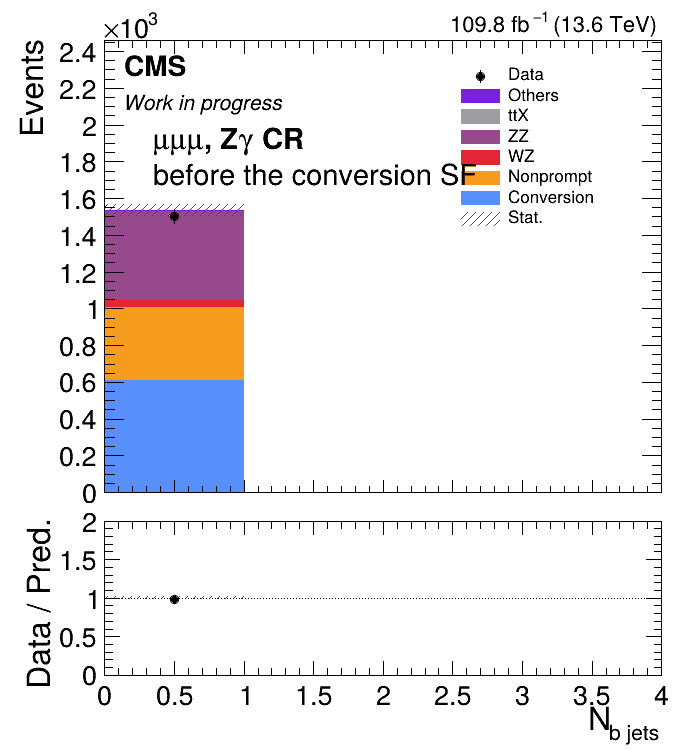 ×10³
109.8 fb⁻¹ (13.6 TeV)
Events
2.4
2.2
2
1.8
1.6
1.4
1.2
1
0.8
0.6
0.4
0.2
0
CMS
Work in progress
μμμ, Zγ CR
before the conversion SF
Data
Others
ttX
ZZ
WZ
Nonprompt
Conversion
Stat.
Data / Pred.
2
1.5
1
0.5
0
0 0.5 1 1.5 2 2.5 3 3.5 4
N_b jets